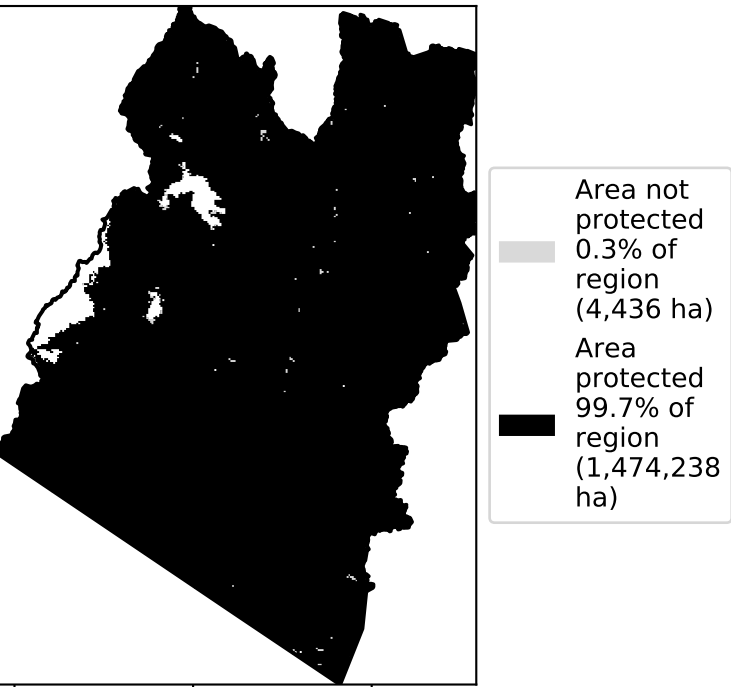 Area not
protected
0.3% of
region
(4,436 ha)
Area
protected
99.7% of
region
(1,474,238
ha)